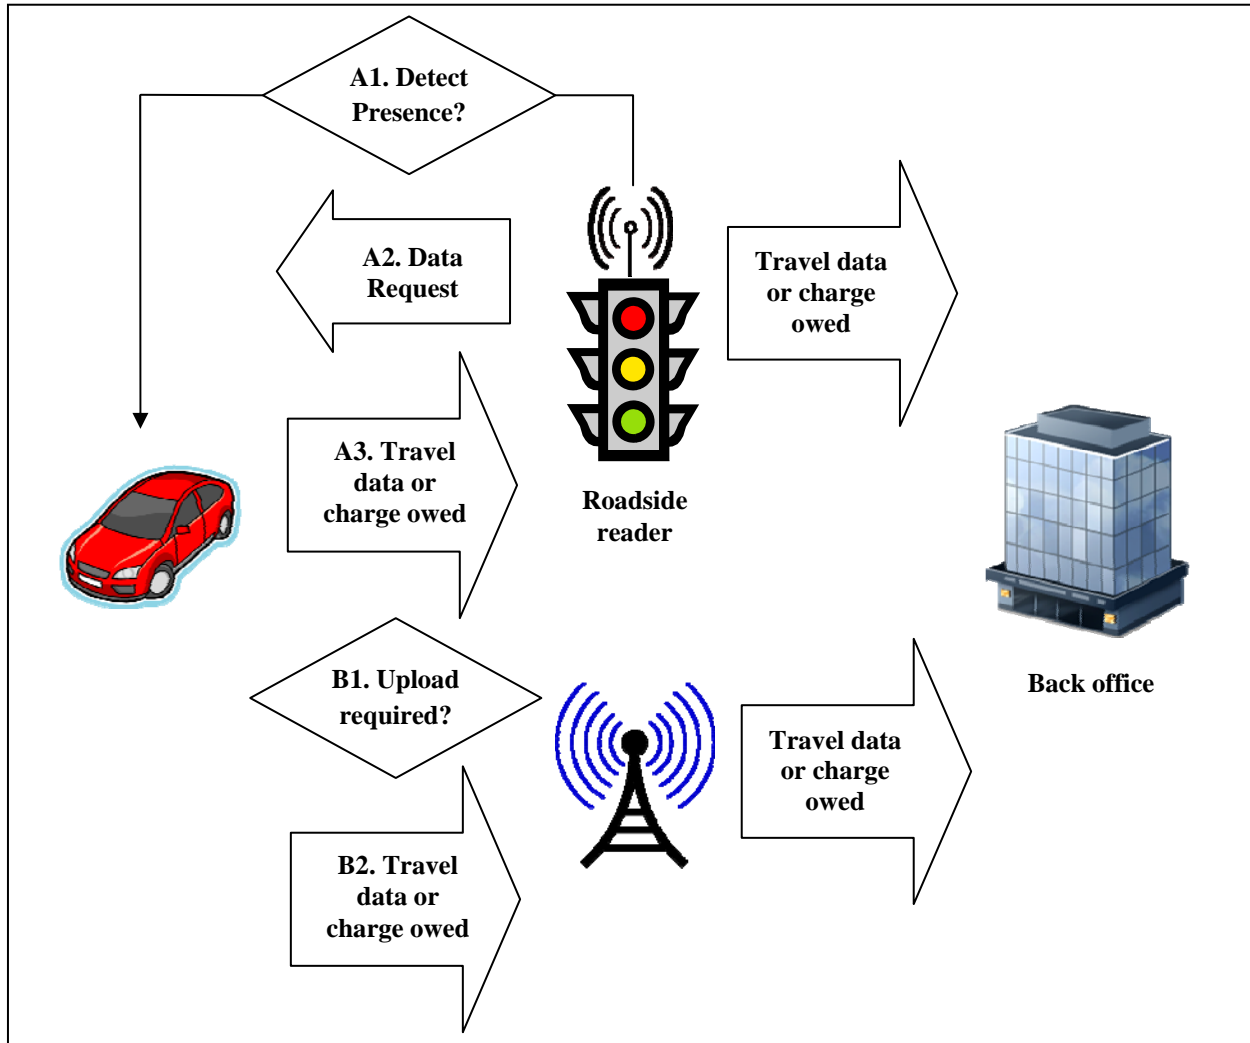 A1. Detect
Presence?
A2. Data
Request
Travel data
or charge
owed
A3. Travel
data or
charge owed
Roadside
reader
B1. Upload
required?
Back office
Travel data
or charge
owed
B2. Travel
data or
charge owed